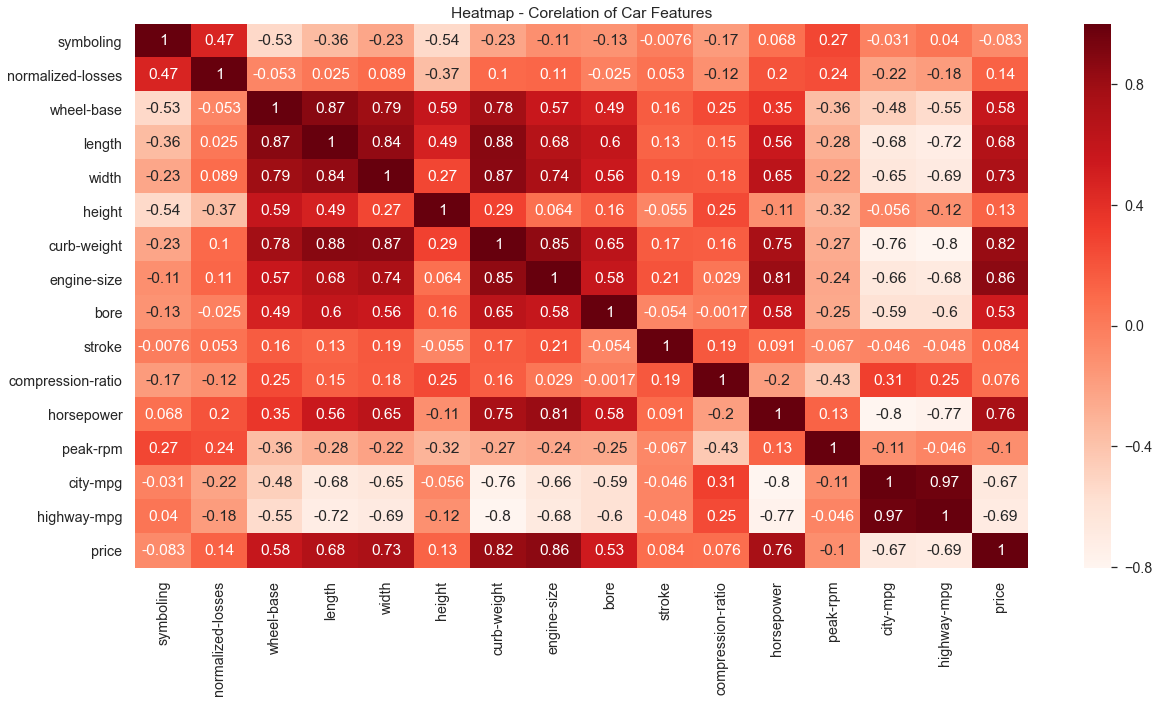 Heatmap - Corelation of Car Features
symboling 1 0.47 -0.53 -0.36 -0.23 -0.54 -0.23 -0.11 -0.13 -0.0076 -0.17 0.068 0.27 -0.031 0.04 -0.083
normalized-losses 0.47 1 -0.053 0.025 0.089 -0.37 0.1 0.11 -0.025 0.053 -0.12 0.2 0.24 -0.22 -0.18 0.14
wheel-base -0.53 -0.053 1 0.87 0.79 0.59 0.78 0.57 0.49 0.16 0.25 0.35 -0.36 -0.48 -0.55 0.58
length -0.36 0.025 0.87 1 0.84 0.49 0.88 0.68 0.6 0.13 0.15 0.56 -0.28 -0.68 -0.72 0.68
width -0.23 0.089 0.79 0.84 1 0.27 0.87 0.74 0.56 0.19 0.18 0.65 -0.22 -0.65 -0.69 0.73
height -0.54 -0.37 0.59 0.49 0.27 1 0.29 0.064 0.16 -0.055 0.25 -0.11 -0.32 -0.056 -0.12 0.13
curb-weight -0.23 0.1 0.78 0.88 0.87 0.29 1 0.85 0.65 0.17 0.16 0.75 -0.27 -0.76 -0.8 0.82
engine-size -0.11 0.11 0.57 0.68 0.74 0.064 0.85 1 0.58 0.21 0.029 0.81 -0.24 -0.66 -0.68 0.86
bore -0.13 -0.025 0.49 0.6 0.56 0.16 0.65 0.58 1 -0.054 -0.0017 0.58 -0.25 -0.59 -0.6 0.53
stroke -0.0076 0.053 0.16 0.13 0.19 -0.055 0.17 0.21 -0.054 1 0.19 0.091 -0.067 -0.046 -0.048 0.084
compression-ratio -0.17 -0.12 0.25 0.15 0.18 0.25 0.16 0.029 -0.0017 0.19 1 -0.2 -0.43 0.31 0.25 0.076
horsepower 0.068 0.2 0.35 0.56 0.65 -0.11 0.75 0.81 0.58 0.091 -0.2 1 0.13 -0.8 -0.77 0.76
peak-rpm 0.27 0.24 -0.36 -0.28 -0.22 -0.32 -0.27 -0.24 -0.25 -0.067 -0.43 0.13 1 -0.11 -0.046 -0.1
city-mpg -0.031 -0.22 -0.48 -0.68 -0.65 -0.056 -0.76 -0.66 -0.59 -0.046 0.31 -0.8 -0.11 1 0.97 -0.67
highway-mpg 0.04 -0.18 -0.55 -0.72 -0.69 -0.12 -0.8 -0.68 -0.6 -0.048 0.25 -0.77 -0.046 0.97 1 -0.69
price -0.083 0.14 0.58 0.68 0.73 0.13 0.82 0.86 0.53 0.084 0.076 0.76 -0.1 -0.67 -0.69 1
symboling
normalized-losses
wheel-base
length
width
height
curb-weight
engine-size
bore
stroke
compression-ratio
horsepower
peak-rpm
city-mpg
highway-mpg
price
0.8
0.4
0.0
−0.4
−0.8